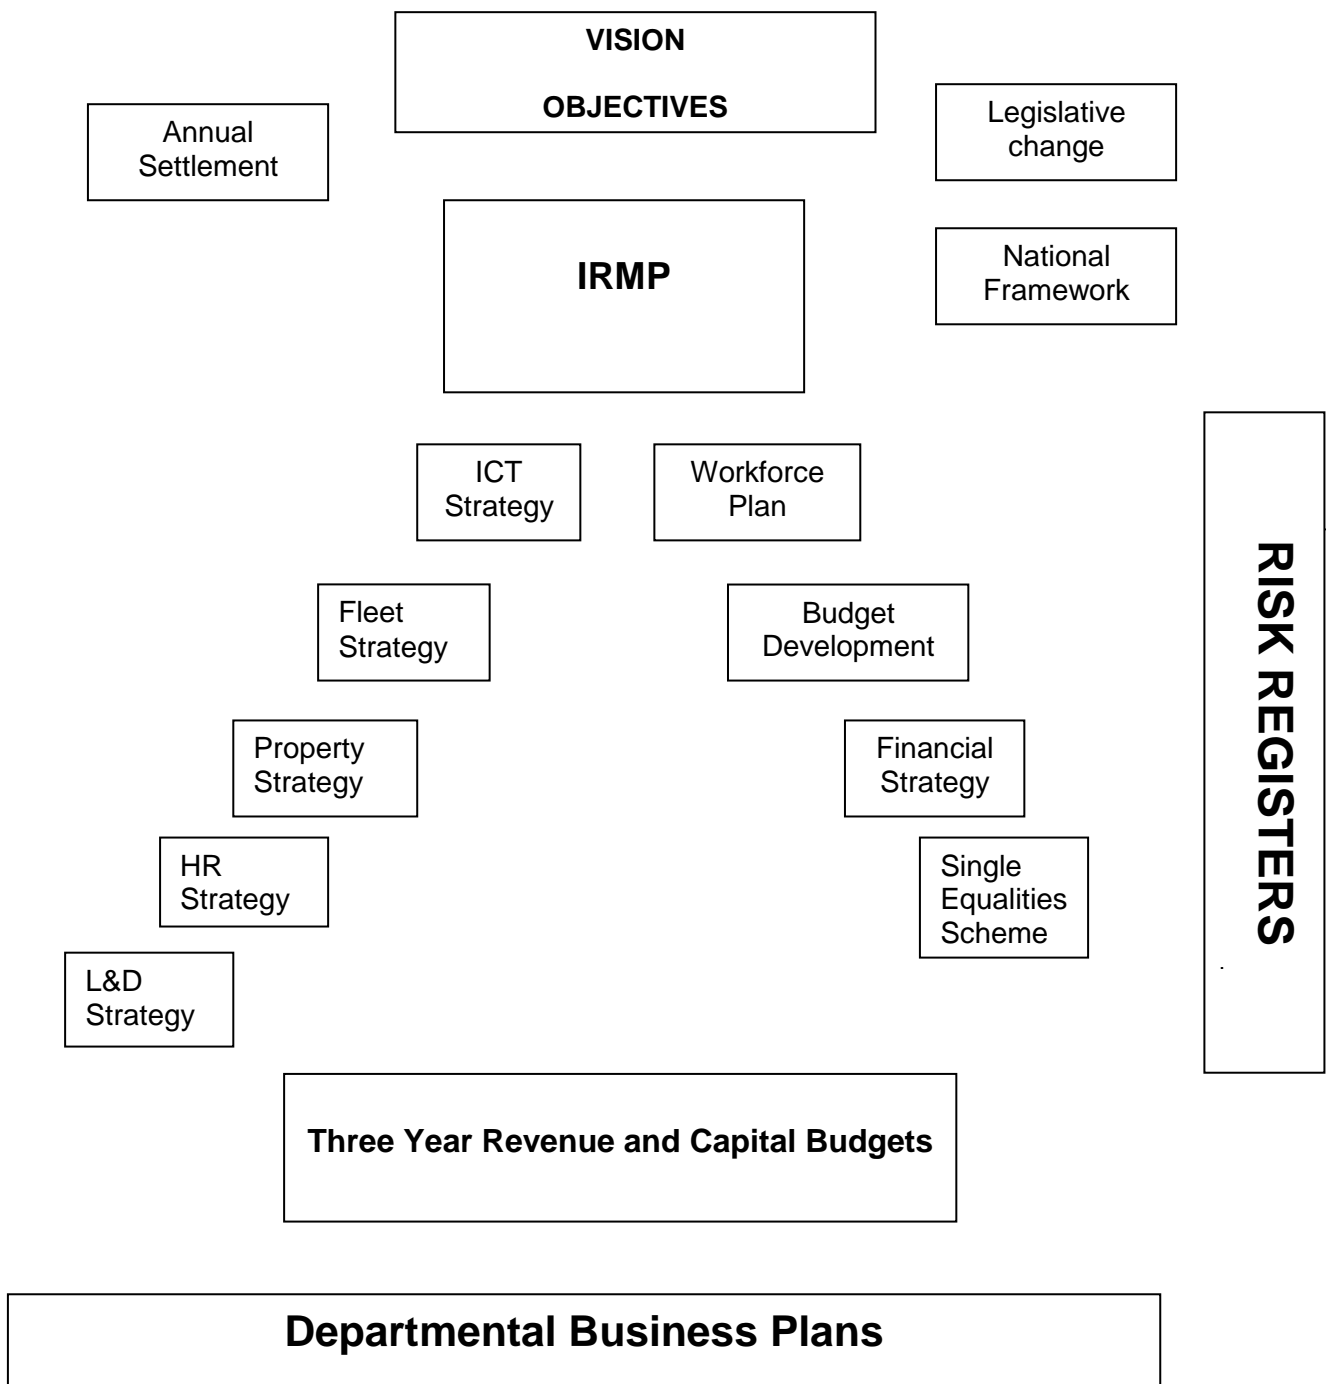 VISION
OBJECTIVES
Annual
Settlement
Legislative
change
IRMP
National
Framework
ICT
Strategy
Workforce
Plan
Fleet
Strategy
Budget
Development
Property
Strategy
Financial
Strategy
HR
Strategy
Single
Equalities
Scheme
L&D
Strategy
RISK REGISTERS
Three Year Revenue and Capital Budgets
Departmental Business Plans